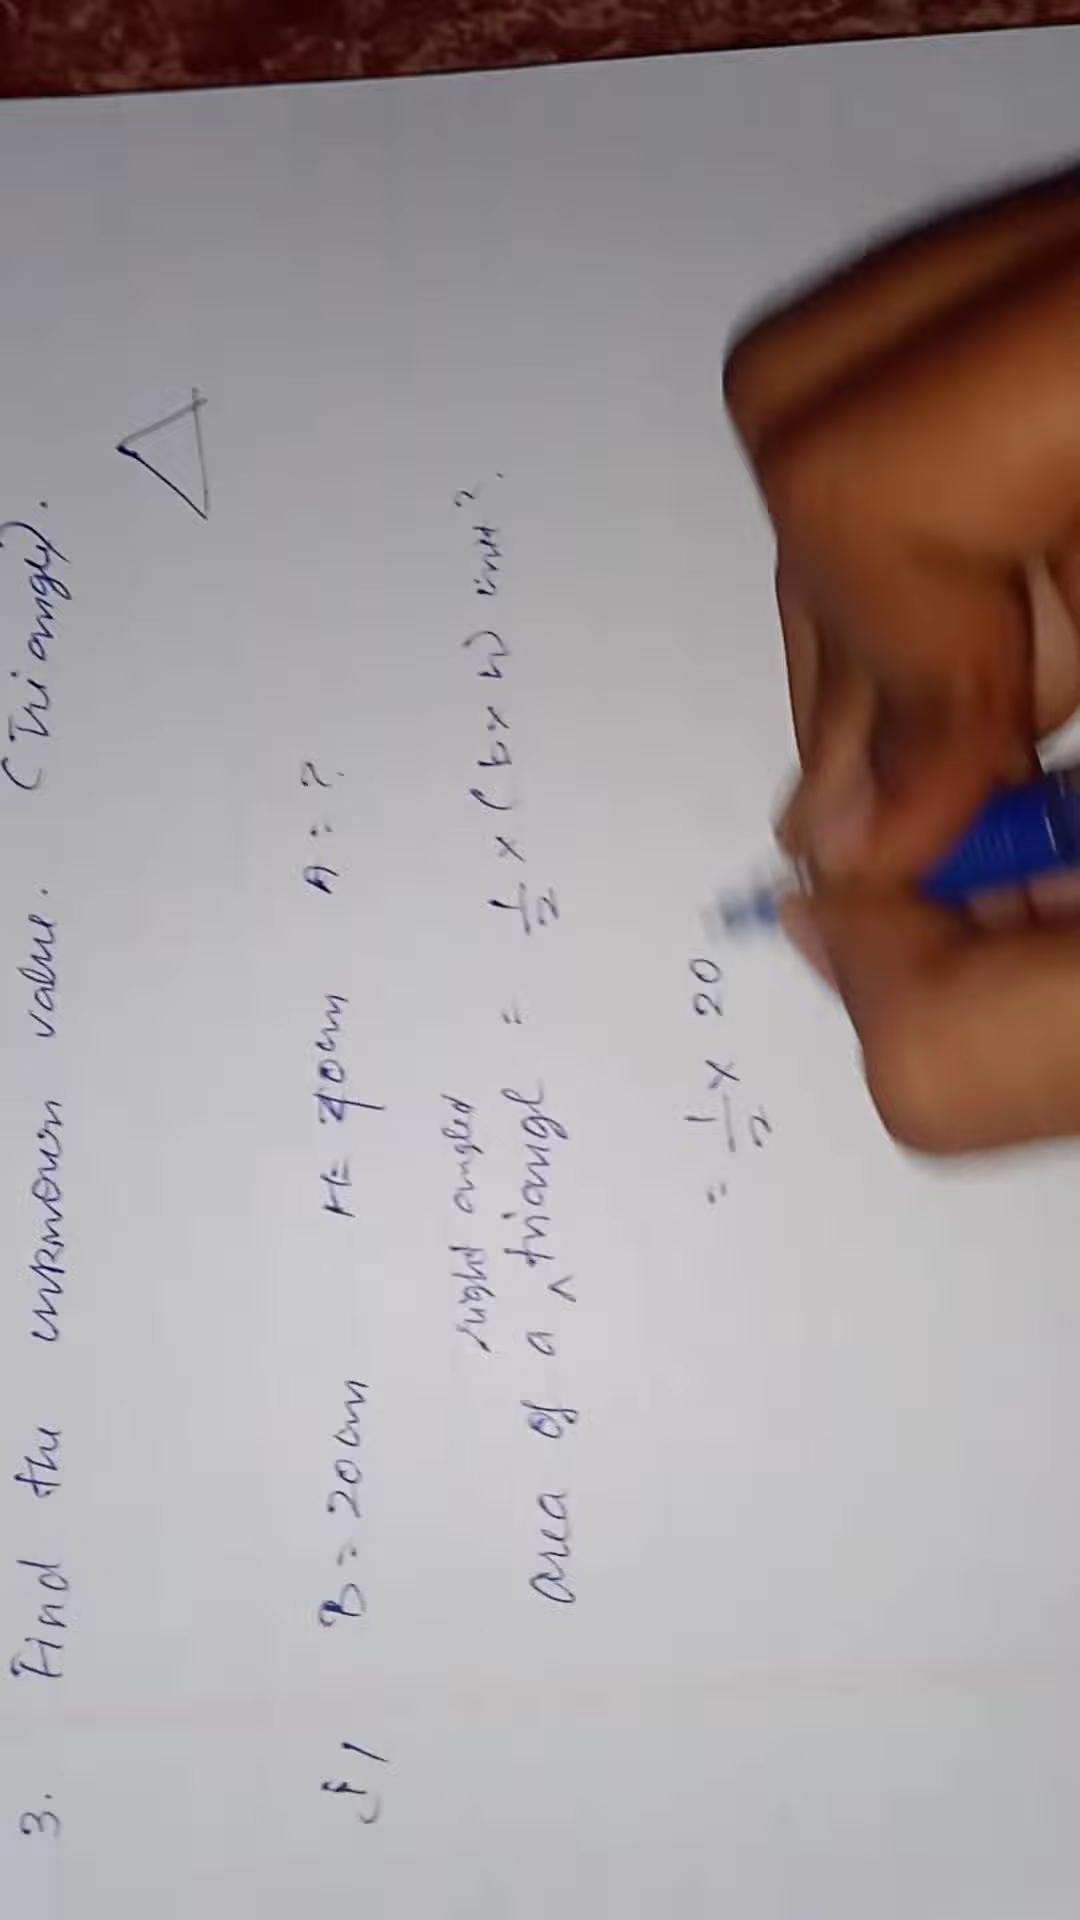 3. Find the unknown value. (Triangle).
B = 20cm H = 40cm A = ?
right angled
area of a ^ triangle = 1/2 x (b x h) unit².
= 1/2 x 20